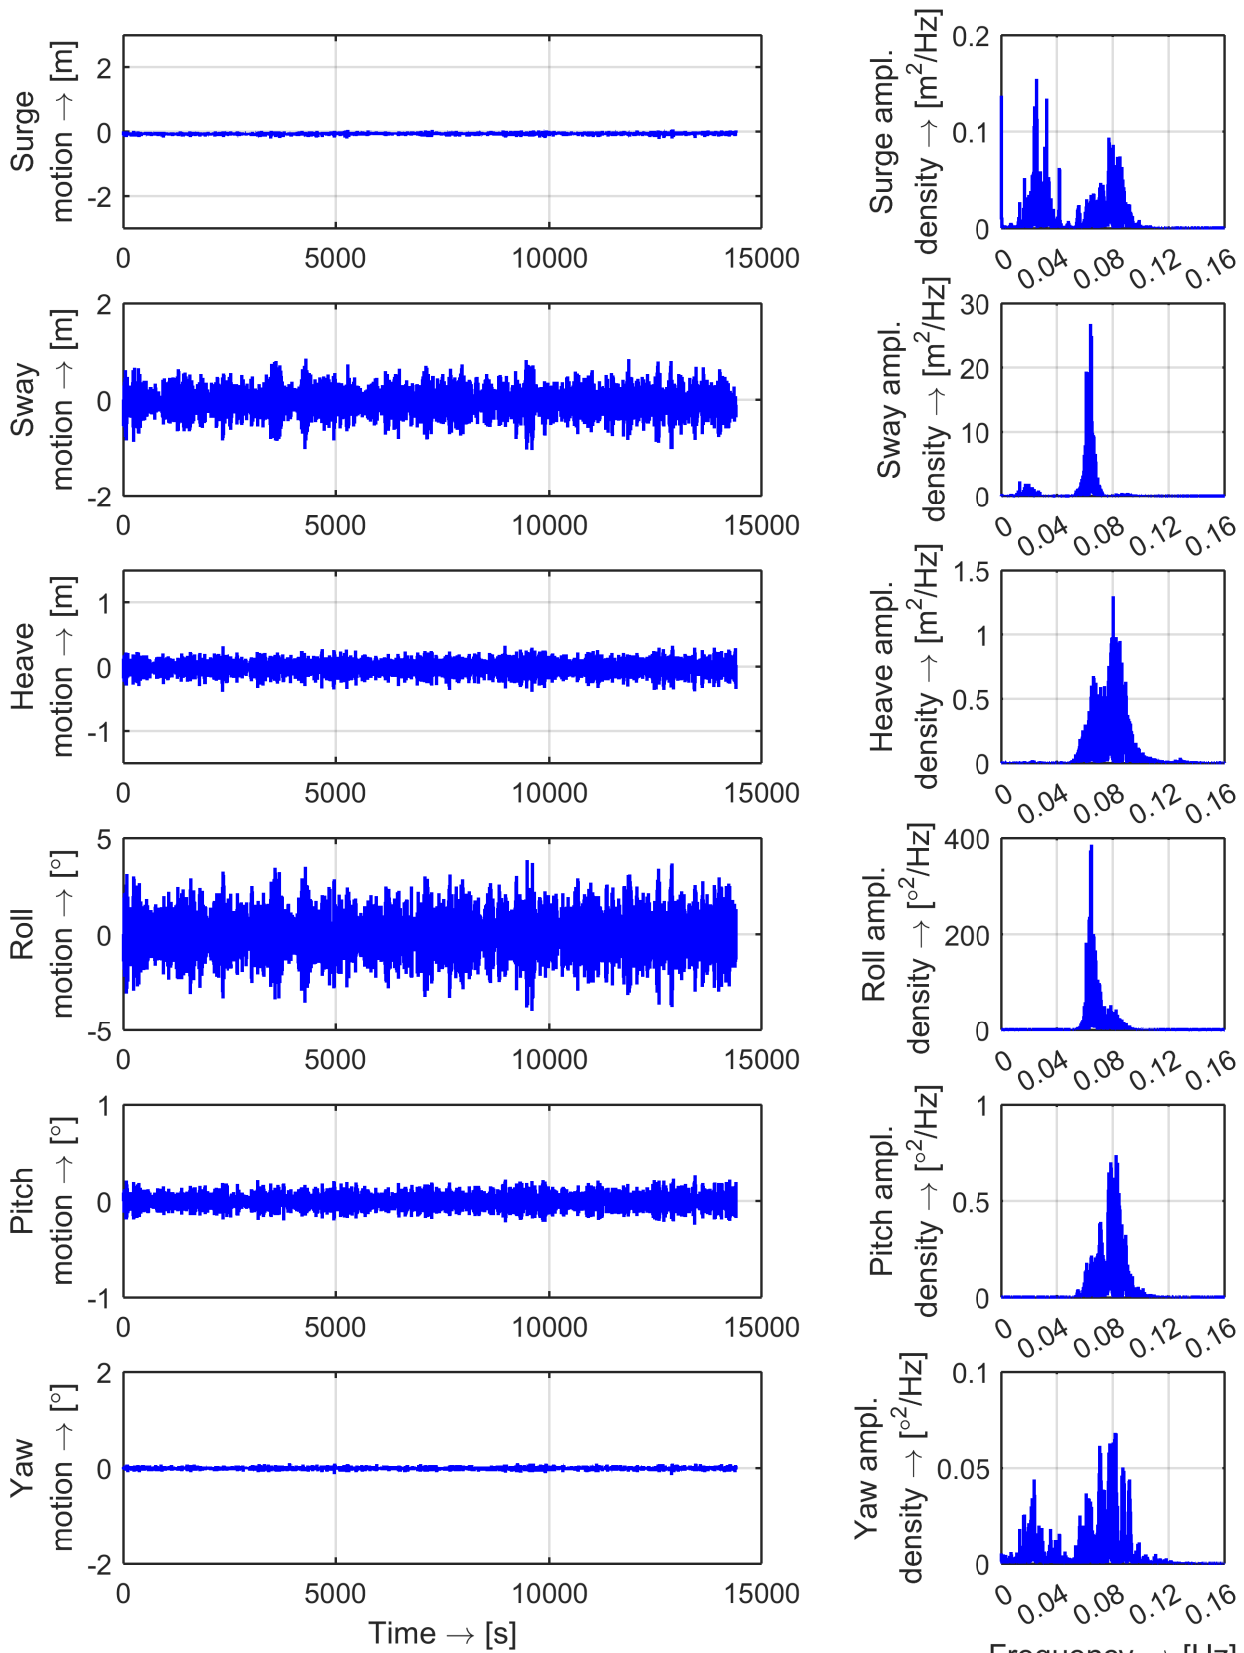 Surge
motion → [m]
2
0
-2
0 5000 10000 15000
Surge ampl.
density → [m²/Hz]
0.2
0.1
0
0 0.04 0.08 0.12 0.16
Sway
motion → [m]
2
0
-2
0 5000 10000 15000
Sway ampl.
density → [m²/Hz]
30
20
10
0
0 0.04 0.08 0.12 0.16
Heave
motion → [m]
1
0
-1
0 5000 10000 15000
Heave ampl.
density → [m²/Hz]
1.5
1
0.5
0
0 0.04 0.08 0.12 0.16
Roll
motion → [°]
5
0
-5
0 5000 10000 15000
Roll ampl.
density → [°²/Hz]
400
200
0
0 0.04 0.08 0.12 0.16
Pitch
motion → [°]
1
0
-1
0 5000 10000 15000
Pitch ampl.
density → [°²/Hz]
1
0.5
0
0 0.04 0.08 0.12 0.16
Yaw
motion → [°]
2
0
-2
0 5000 10000 15000
Time → [s]
Yaw ampl.
density → [°²/Hz]
0.1
0.05
0
0 0.04 0.08 0.12 0.16
Frequency → [Hz]